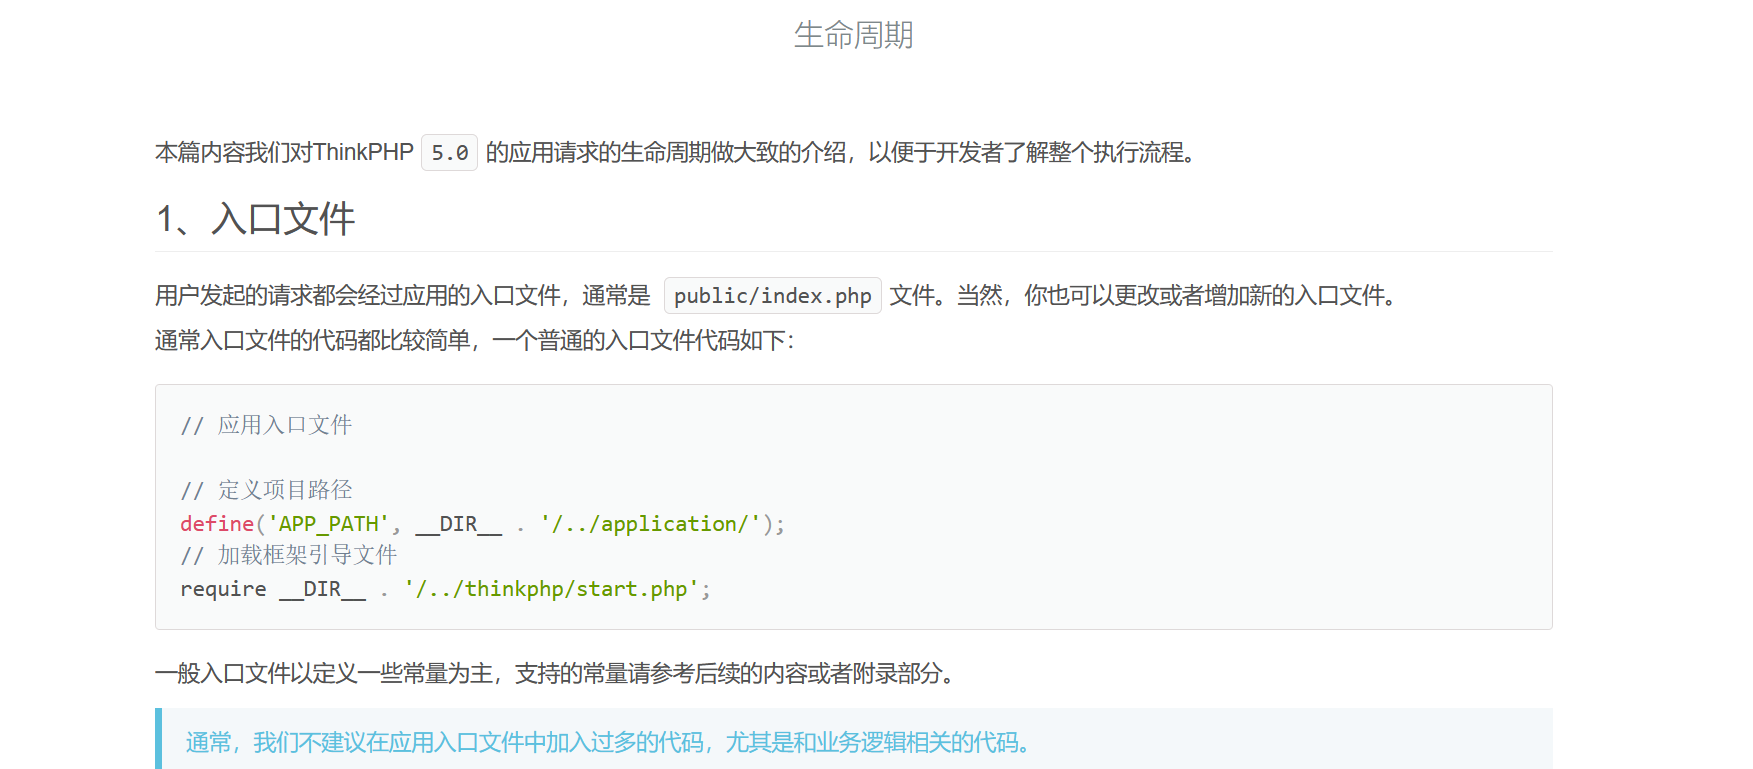 生命周期
本篇内容我们对ThinkPHP 5.0 的应用请求的生命周期做大致的介绍，以便于开发者了解整个执行流程。
1、入口文件
用户发起的请求都会经过应用的入口文件，通常是 public/index.php 文件。当然，你也可以更改或者增加新的入口文件。
通常入口文件的代码都比较简单，一个普通的入口文件代码如下：
// 应用入口文件
// 定义项目路径
define('APP_PATH', __DIR__ . '/../application/');
// 加载框架引导文件
require __DIR__ . '/../thinkphp/start.php';
一般入口文件以定义一些常量为主，支持的常量请参考后续的内容或者附录部分。
通常，我们不建议在应用入口文件中加入过多的代码，尤其是和业务逻辑相关的代码。